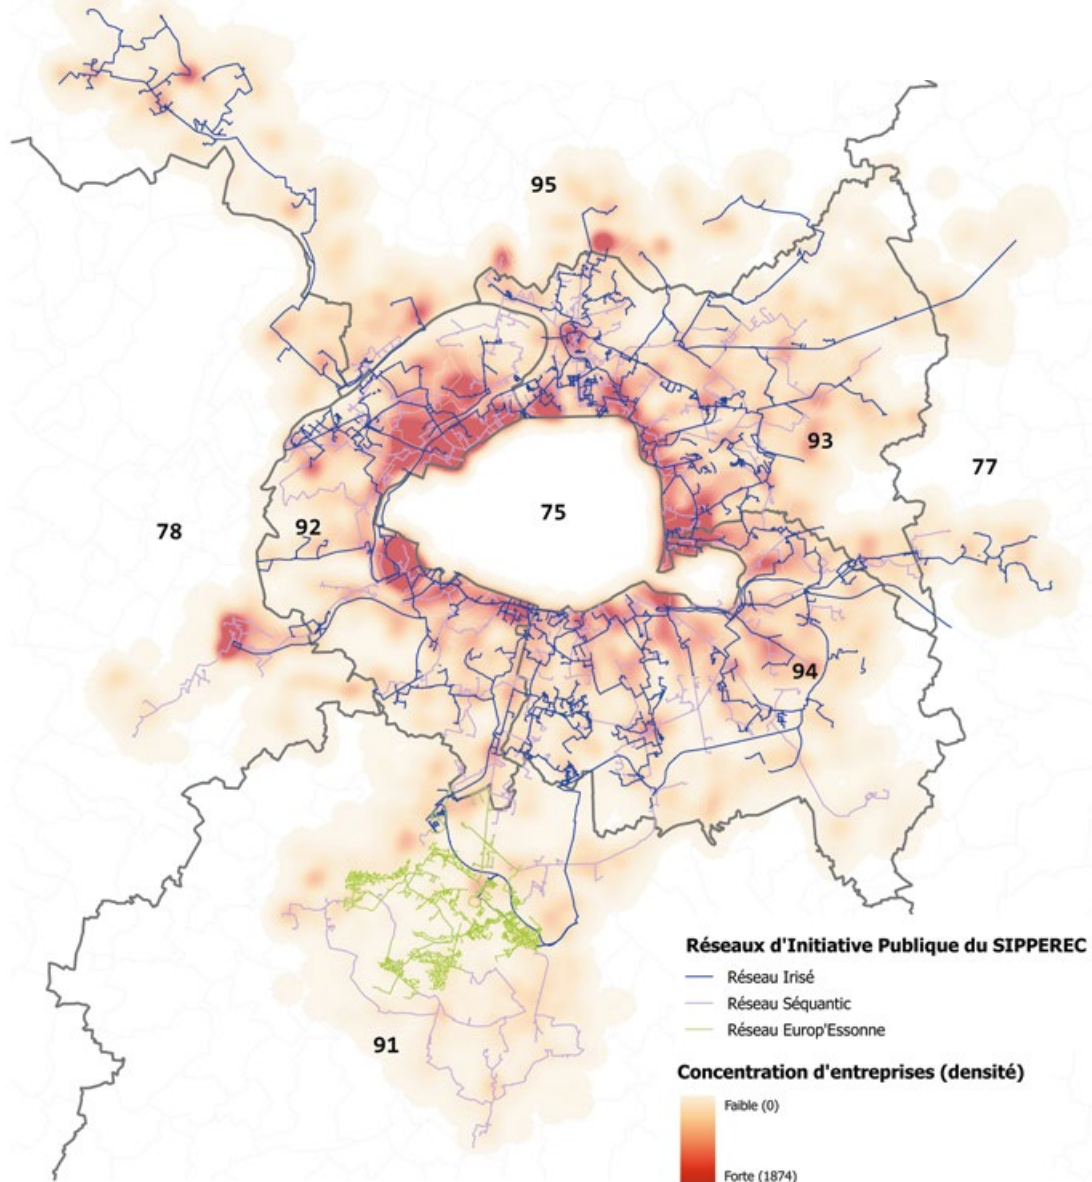 95
93
77
75
92
78
94
91
Réseaux d'Initiative Publique du SIPPEREC
Réseau Irisé
Réseau Séquantic
Réseau Europ'Essonne
Concentration d'entreprises (densité)
Faible (0)
Forte (1874)